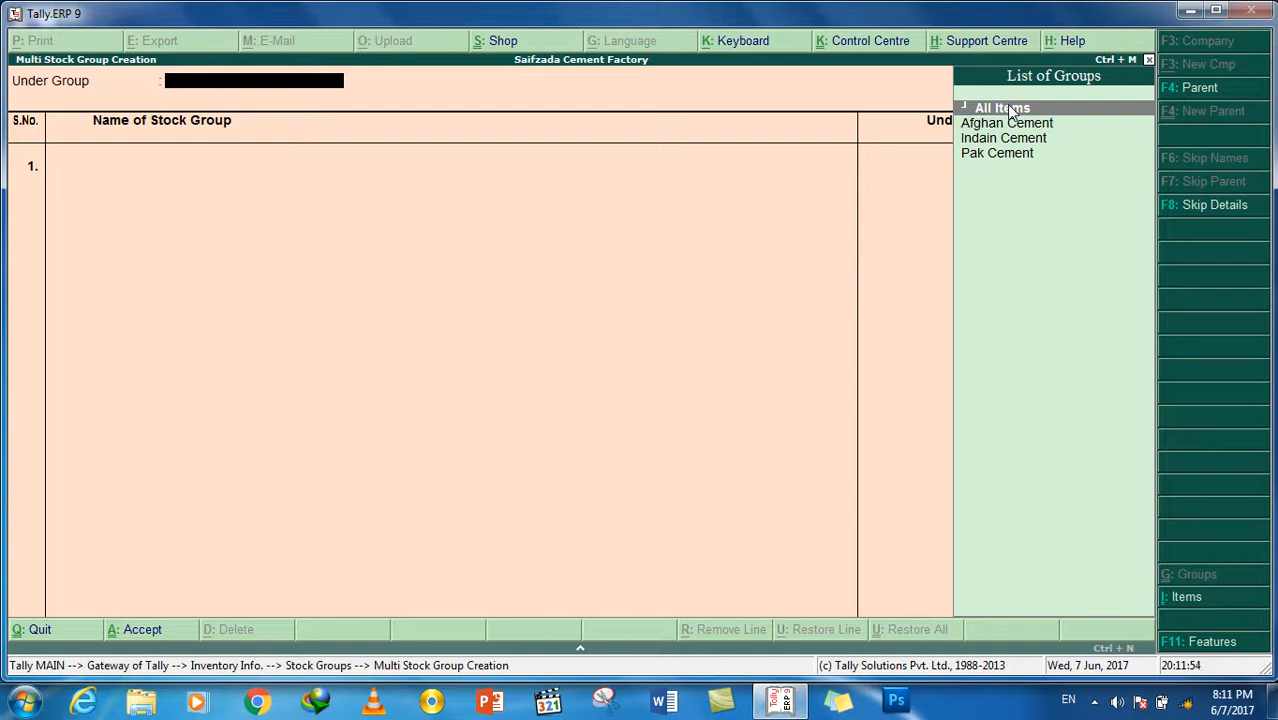 Tally.ERP 9
P: Print E: Export M: E-Mail O: Upload S: Shop G: Language K: Keyboard K: Control Centre H: Support Centre H: Help
Multi Stock Group Creation Saifzada Cement Factory Ctrl + M
Under Group :
S.No. Name of Stock Group Und
1.
List of Groups
All Items
Afghan Cement
Indain Cement
Pak Cement
F3: Company
F3: New Cmp
F4: Parent
F4: New Parent
F6: Skip Names
F7: Skip Parent
F8: Skip Details
G: Groups
I: Items
F11: Features
Q: Quit A: Accept D: Delete R: Remove Line U: Restore Line U: Restore All
Ctrl + N
Tally MAIN --> Gateway of Tally --> Inventory Info. --> Stock Groups --> Multi Stock Group Creation (c) Tally Solutions Pvt. Ltd., 1988-2013 Wed, 7 Jun, 2017 20:11:54
321 W Tally ERP 9 Ps EN 8:11 PM
6/7/2017